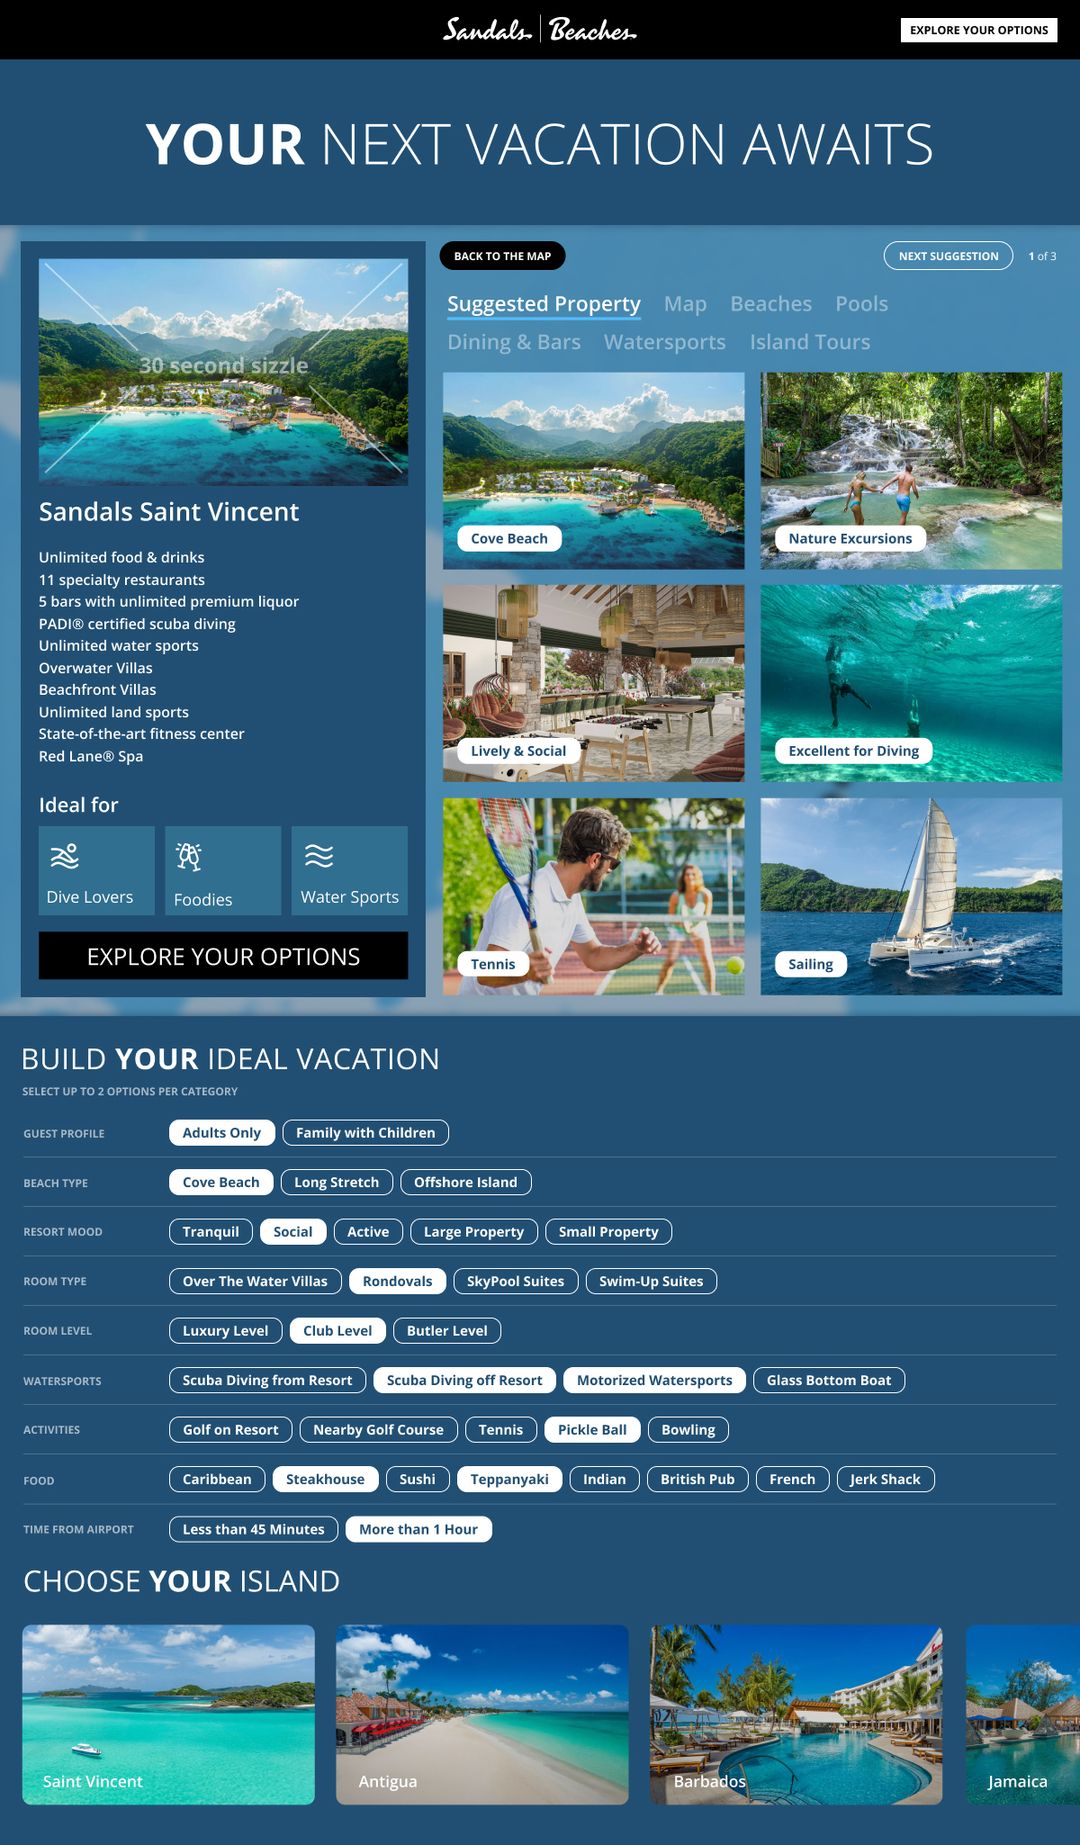 Sandals Beaches
EXPLORE YOUR OPTIONS
YOUR NEXT VACATION AWAITS
30 second sizzle
Sandals Saint Vincent
Unlimited food & drinks
11 specialty restaurants
5 bars with unlimited premium liquor
PADI® certified scuba diving
Unlimited water sports
Overwater Villas
Beachfront Villas
Unlimited land sports
State-of-the-art fitness center
Red Lane® Spa
Ideal for
Dive Lovers
Foodies
Water Sports
EXPLORE YOUR OPTIONS
BACK TO THE MAP
NEXT SUGGESTION
1 of 3
Suggested Property Map Beaches Pools
Dining & Bars Watersports Island Tours
Cove Beach
Nature Excursions
Lively & Social
Excellent for Diving
Tennis
Sailing
BUILD YOUR IDEAL VACATION
SELECT UP TO 2 OPTIONS PER CATEGORY
GUEST PROFILE Adults Only Family with Children
BEACH TYPE Cove Beach Long Stretch Offshore Island
RESORT MOOD Tranquil Social Active Large Property Small Property
ROOM TYPE Over The Water Villas Rondovals SkyPool Suites Swim-Up Suites
ROOM LEVEL Luxury Level Club Level Butler Level
WATERSPORTS Scuba Diving from Resort Scuba Diving off Resort Motorized Watersports Glass Bottom Boat
ACTIVITIES Golf on Resort Nearby Golf Course Tennis Pickle Ball Bowling
FOOD Caribbean Steakhouse Sushi Teppanyaki Indian British Pub French Jerk Shack
TIME FROM AIRPORT Less than 45 Minutes More than 1 Hour
CHOOSE YOUR ISLAND
Saint Vincent
Antigua
Barbados
Jamaica